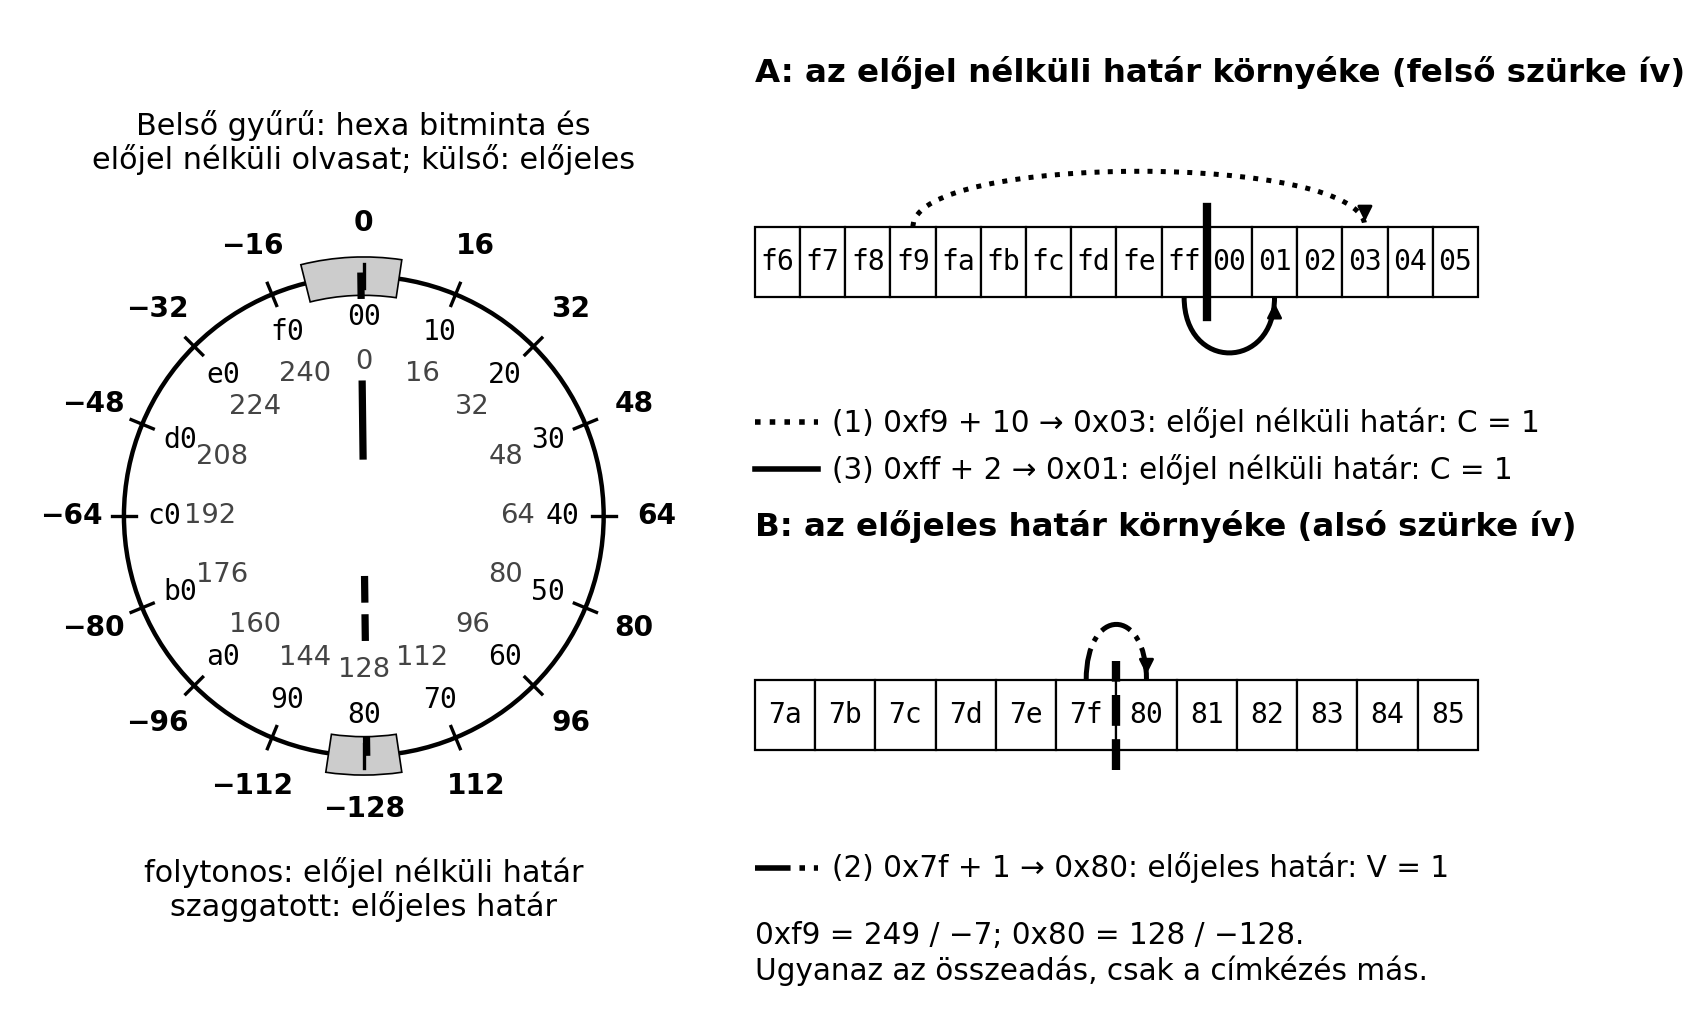 Belső gyűrű: hexa bitminta és
előjel nélküli olvasat; külső: előjeles
0
−16 16
−32 32
−48 48
−64 64
−80 80
−96 96
−112 112
−128
00
f0 10
e0 20
d0 30
c0 40
b0 50
a0 60
90 70
80
0
240 16
224 32
208 48
192 64
176 80
160 96
144 112
128
folytonos: előjel nélküli határ
szaggatott: előjeles határ
A: az előjel nélküli határ környéke (felső szürke ív)
f6 f7 f8 f9 fa fb fc fd fe ff 00 01 02 03 04 05
(1) 0xf9 + 10 → 0x03: előjel nélküli határ: C = 1
(3) 0xff + 2 → 0x01: előjel nélküli határ: C = 1
B: az előjeles határ környéke (alsó szürke ív)
7a 7b 7c 7d 7e 7f 80 81 82 83 84 85
(2) 0x7f + 1 → 0x80: előjeles határ: V = 1
0xf9 = 249 / −7; 0x80 = 128 / −128.
Ugyanaz az összeadás, csak a címkézés más.